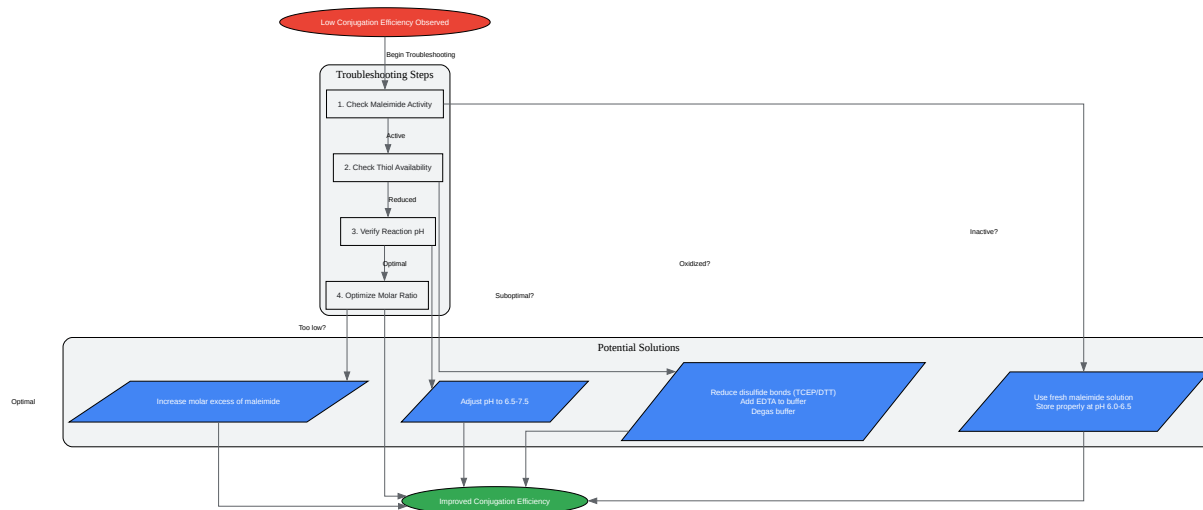 Low Conjugation Efficiency Observed
Begin Troubleshooting
Troubleshooting Steps
1. Check Maleimide Activity
Active
2. Check Thiol Availability
Reduced
3. Verify Reaction pH
Inactive?
Optimal
Oxidized?
4. Optimize Molar Ratio
Suboptimal?
Too low?
Potential Solutions
Optimal
Increase molar excess of maleimide
Adjust pH to 6.5-7.5
Reduce disulfide bonds (TCEP/DTT)
Add EDTA to buffer
Degas buffer
Use fresh maleimide solution
Store properly at pH 6.0-6.5
Improved Conjugation Efficiency